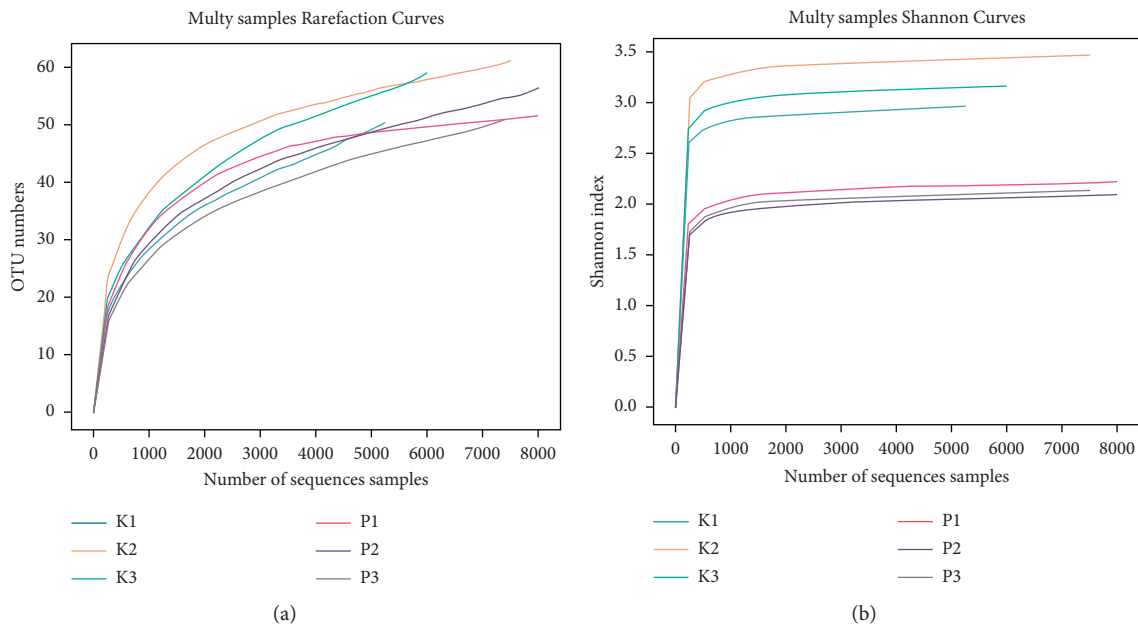 Multy samples Rarefaction Curves
60
50
40
30
20
10
0
OTU numbers
0 1000 2000 3000 4000 5000 6000 7000 8000
Number of sequences samples
K1 P1
K2 P2
K3 P3
(a)
Multy samples Shannon Curves
3.5
3.0
2.5
2.0
1.5
1.0
0.5
0.0
Shannon index
0 1000 2000 3000 4000 5000 6000 7000 8000
Number of sequences samples
K1 P1
K2 P2
K3 P3
(b)